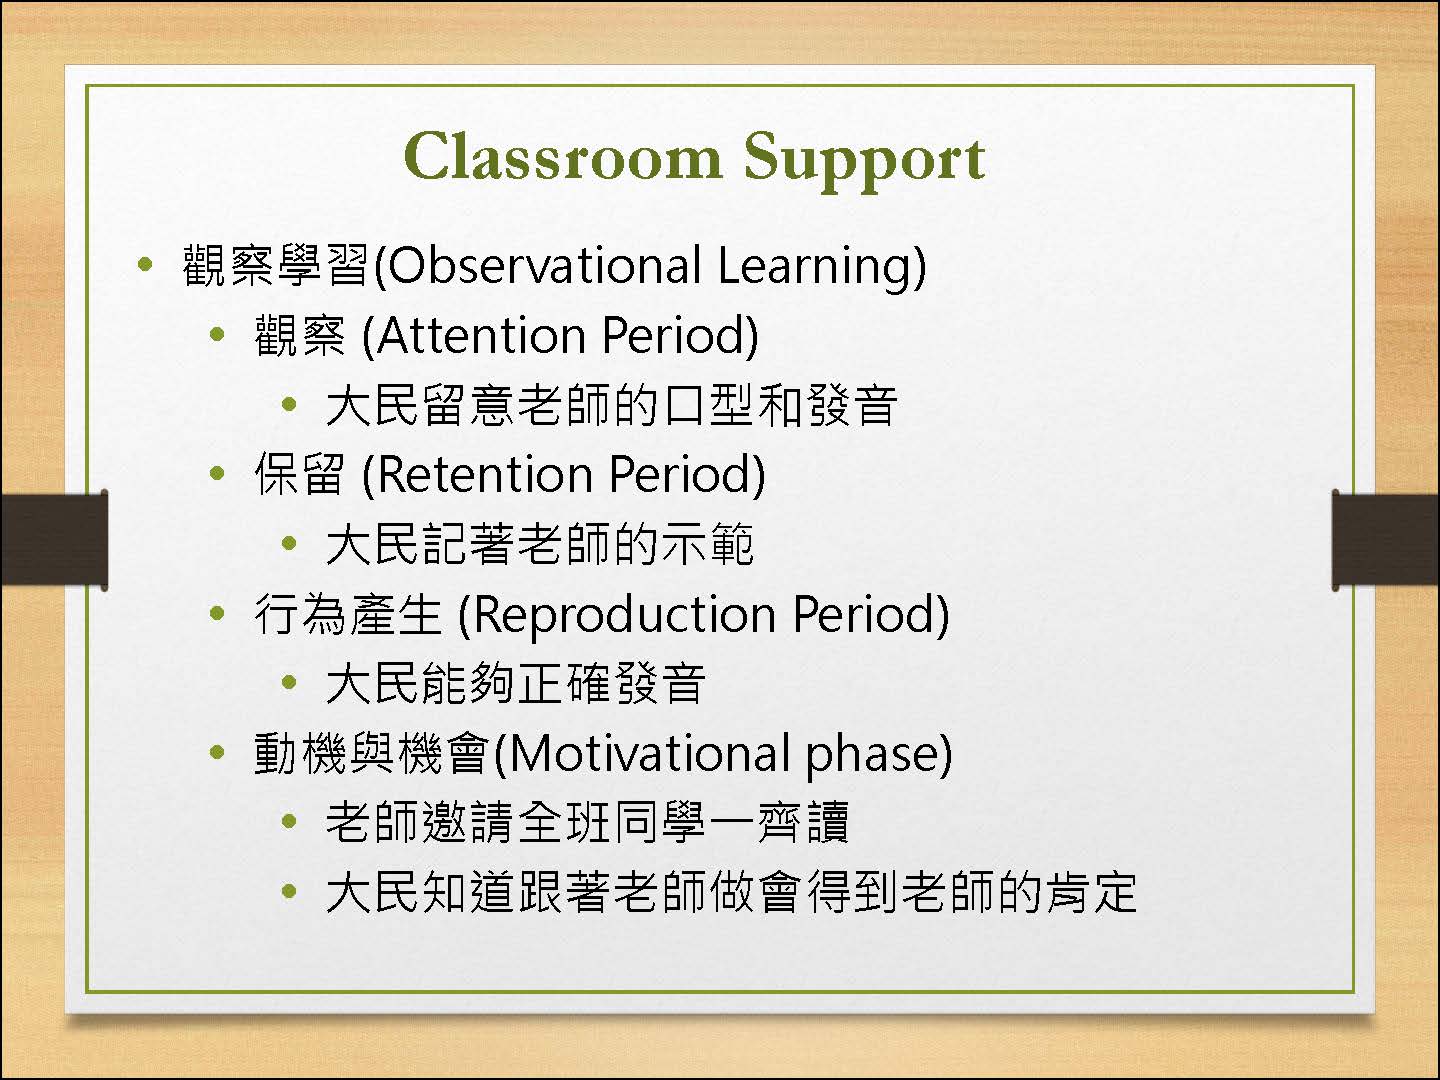 Classroom Support
• 觀察學習(Observational Learning)
• 觀察 (Attention Period)
• 大民留意老師的口型和發音
• 保留 (Retention Period)
• 大民記著老師的示範
• 行為產生 (Reproduction Period)
• 大民能夠正確發音
• 動機與機會(Motivational phase)
• 老師邀請全班同學一齊讀
• 大民知道跟著老師做會得到老師的肯定